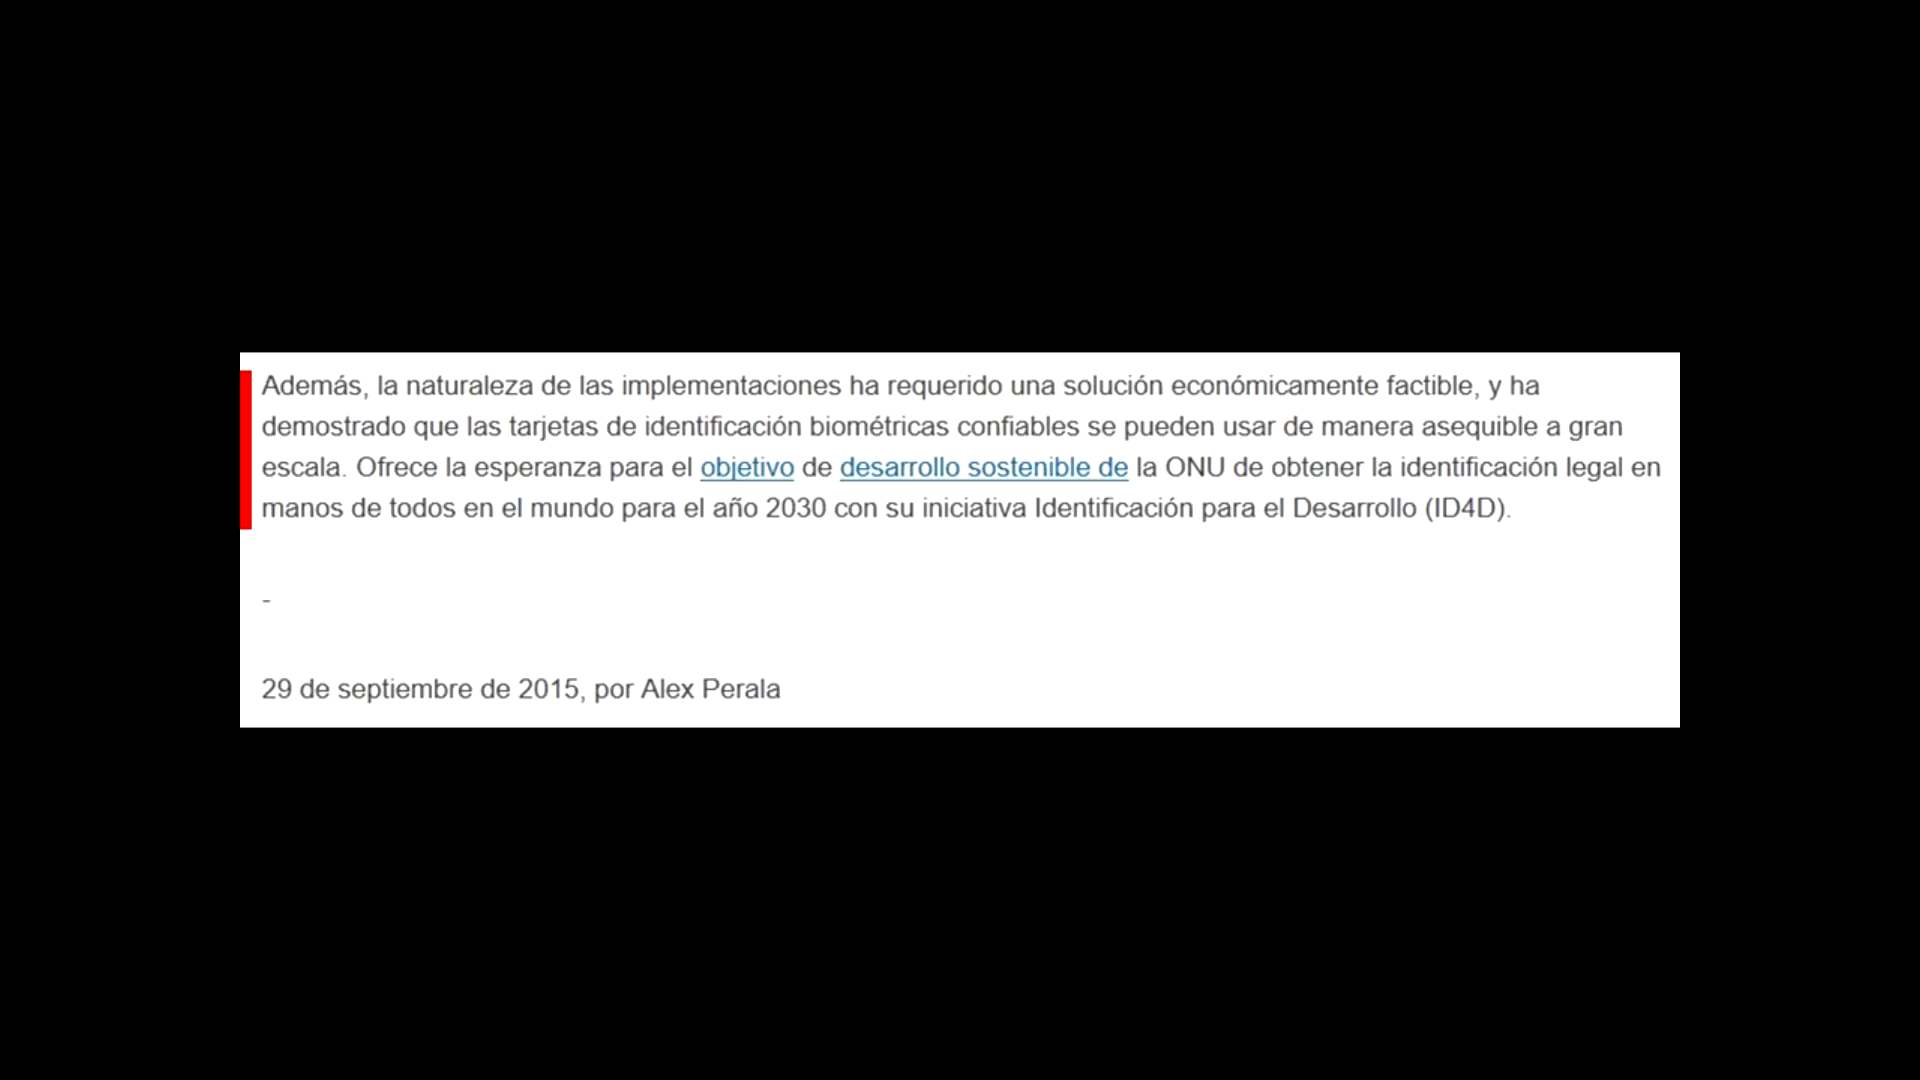 Además, la naturaleza de las implementaciones ha requerido una solución económicamente factible, y ha
demostrado que las tarjetas de identificación biométricas confiables se pueden usar de manera asequible a gran
escala. Ofrece la esperanza para el objetivo de desarrollo sostenible de la ONU de obtener la identificación legal en
manos de todos en el mundo para el año 2030 con su iniciativa Identificación para el Desarrollo (ID4D).
-
29 de septiembre de 2015, por Alex Perala